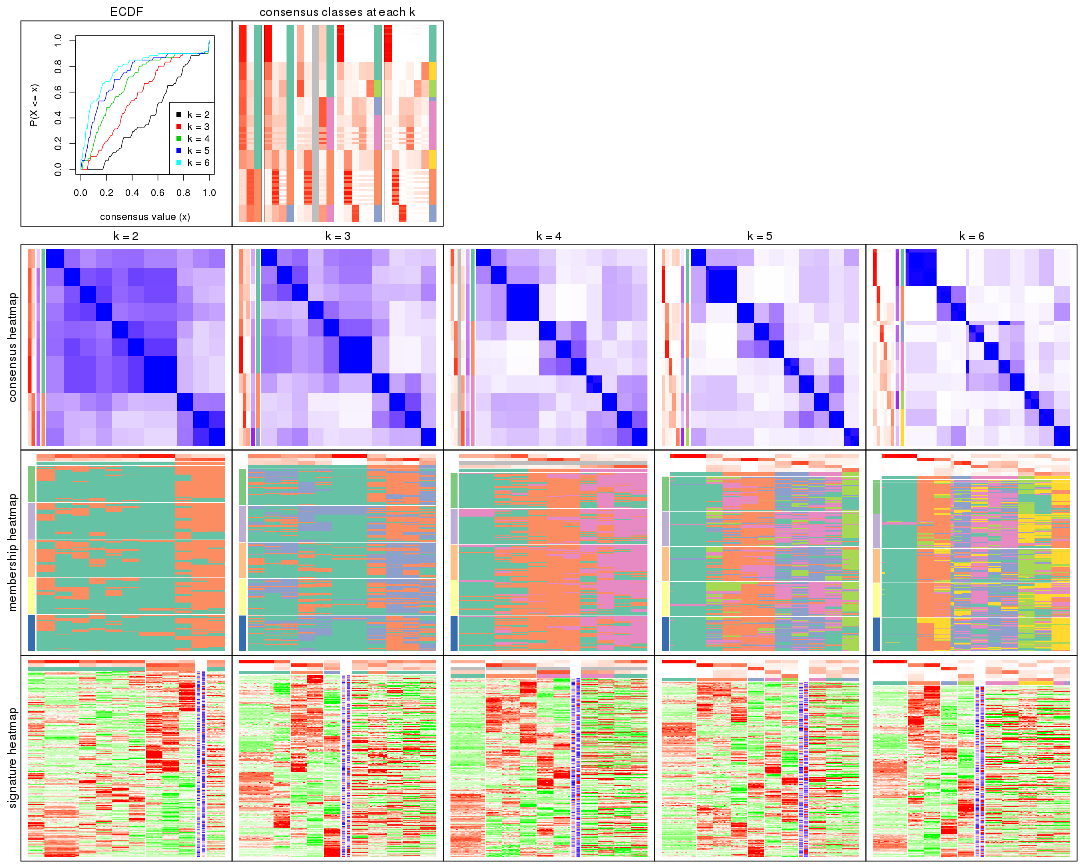 ECDF
consensus classes at each k
P(X <= x)
1.0
0.8
0.6
0.4
0.2
0.0
k = 2
k = 3
k = 4
k = 5
k = 6
0.0 0.2 0.4 0.6 0.8 1.0
consensus value (x)
k = 2
k = 3
k = 4
k = 5
k = 6
consensus heatmap
membership heatmap
signature heatmap